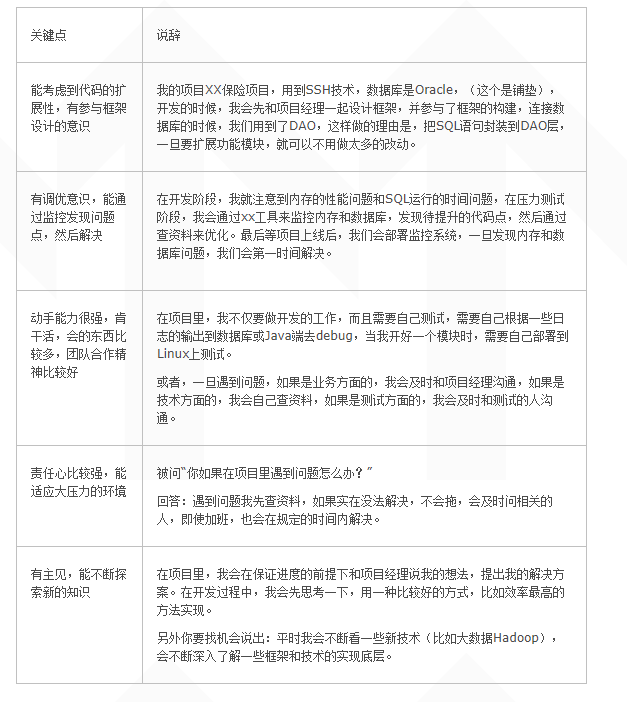 关键点
说辞
能考虑到代码的扩
展性，有参与框架
设计的意识
我的项目XX保险项目，用到SSH技术，数据库是Oracle，（这个是铺垫），
开发的时候，我会先和项目经理一起设计框架，并参与了框架的构建，连接数
据库的时候，我们用到了DAO，这样做的理由是，把SQL语句封装到DAO层，
一旦要扩展功能模块，就可以不用做太多的改动。
有调优意识，能通
过监控发现问题
点，然后解决
在开发阶段，我就注意到内存的性能问题和SQL运行的时间问题，在压力测试
阶段，我会通过xx工具来监控内存和数据库，发现待提升的代码点，然后通过
查资料来优化。最后等项目上线后，我们会部署监控系统，一旦发现内存和数
据库问题，我们会第一时间解决。
动手能力很强，肯
干活，会的东西比
较多，团队合作精
神比较好
在项目里，我不仅要做开发的工作，而且需要自己测试，需要自己根据一些日
志的输出到数据库或Java端去debug，当我开好一个模块时，需要自己部署到
Linux上测试。
或者，一旦遇到问题，如果是业务方面的，我会及时和项目经理沟通，如果是
技术方面的，我会自己查资料，如果是测试方面的，我会及时和测试的人沟
通。
责任心比较强，能
适应大压力的环境
被问“你如果在项目里遇到问题怎么办？”
回答：遇到问题我先查资料，如果实在没法解决，不会拖，会及时问相关的
人，即使加班，也会在规定的时间内解决。
有主见，能不断探
索新的知识
在项目里，我会在保证进度的前提下和项目经理说我的想法，提出我的解决方
案。在开发过程中，我会先思考一下，用一种比较好的方式，比如效率最高的
方法实现。
另外你要找机会说出：平时我会不断看一些新技术（比如大数据Hadoop），
会不断深入了解一些框架和技术的实现底层。